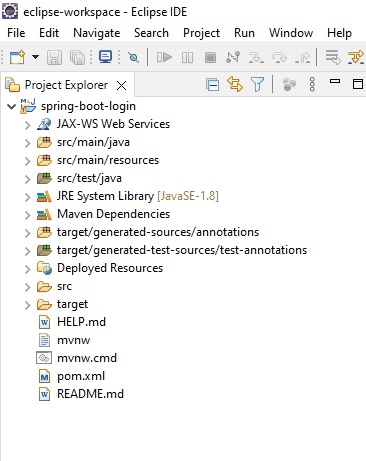 eclipse-workspace - Eclipse IDE
File Edit Navigate Search Project Run Window Help
Project Explorer
spring-boot-login
JAX-WS Web Services
src/main/java
src/main/resources
src/test/java
JRE System Library [JavaSE-1.8]
Maven Dependencies
target/generated-sources/annotations
target/generated-test-sources/test-annotations
Deployed Resources
src
target
HELP.md
mvnw
mvnw.cmd
pom.xml
README.md